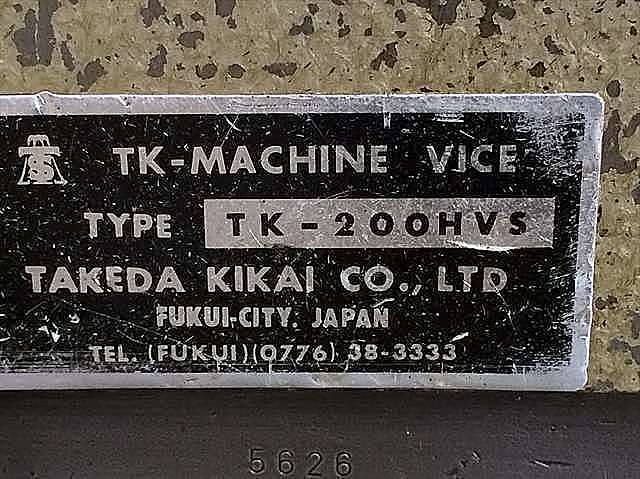 TK-MACHINE VICE
TYPE TK-200HVS
TAKEDA KIKAI CO., LTD
FUKUI-CITY. JAPAN
TEL. (FUKUI)(0776) 38-3333
5626